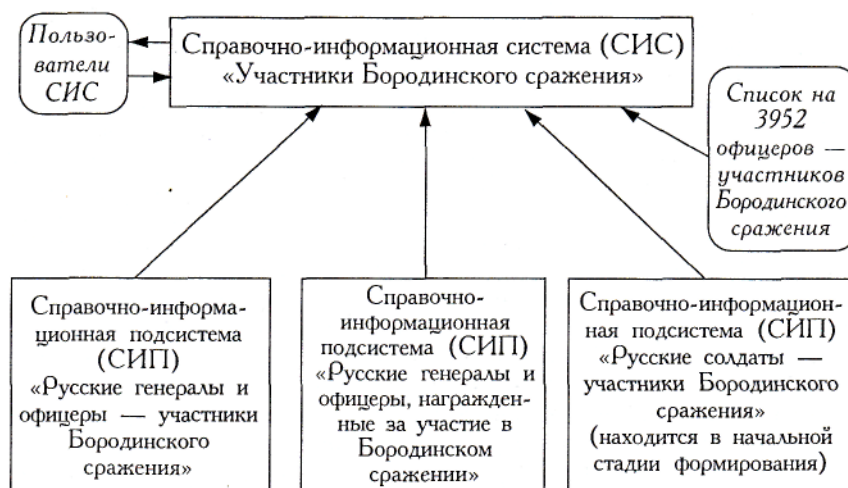 Пользо-
ватели
СИС
Справочно-информационная система (СИС)
«Участники Бородинского сражения»
Список на
3952
офицеров —
участников
Бородинского
сражения
Справочно-информа-
ционная подсистема
(СИП)
«Русские генералы и
офицеры — участники
Бородинского
сражения»
Справочно-
информационная
подсистема (СИП)
«Русские генералы и
офицеры, награжден-
ные за участие в
Бородинском
сражении»
Справочно-информацион-
ная подсистема (СИП)
«Русские солдаты —
участники Бородинского
сражения»
(находится в начальной
стадии формирования)